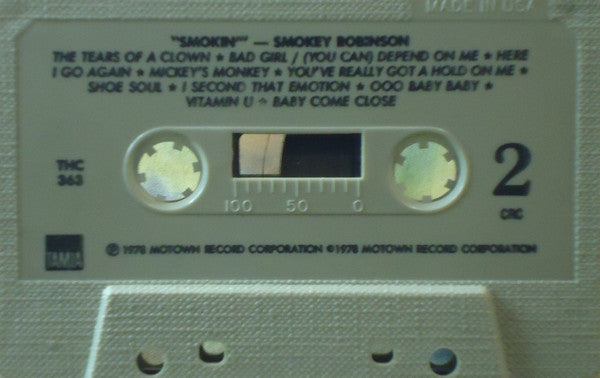 MADE IN USA
"SMOKIN'" — SMOKEY ROBINSON
THE TEARS OF A CLOWN ★ BAD GIRL / (YOU CAN) DEPEND ON ME ★ HERE
I GO AGAIN ★ MICKEY'S MONKEY ★ YOU'VE REALLY GOT A HOLD ON ME ★
SHOE SOUL ★ I SECOND THAT EMOTION ★ OOO BABY BABY ★
VITAMIN U ★ BABY COME CLOSE
THC
363
2
CRC
100 50 0
TAMLA
℗ 1978 MOTOWN RECORD CORPORATION ©1978 MOTOWN RECORD CORPORATION